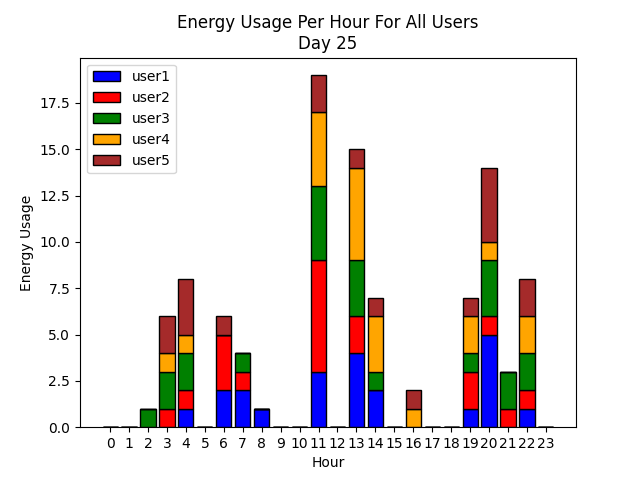 Energy Usage Per Hour For All Users
Day 25
user1
user2
user3
user4
user5
17.5
15.0
12.5
10.0
7.5
5.0
2.5
0.0
Energy Usage
0 1 2 3 4 5 6 7 8 9 10 11 12 13 14 15 16 17 18 19 20 21 22 23
Hour